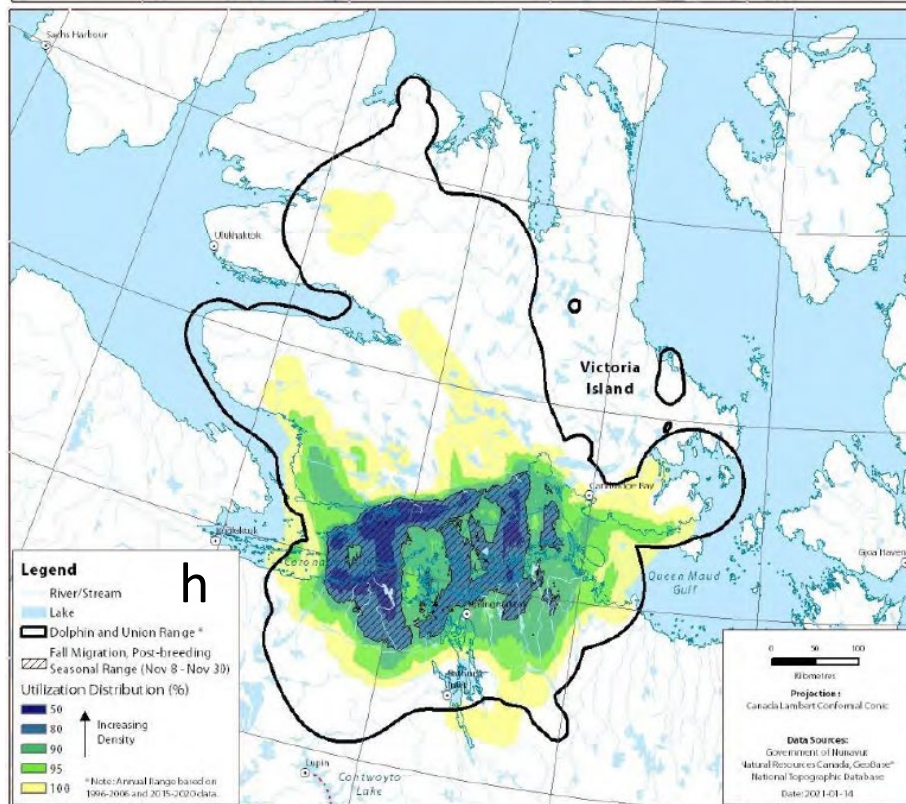 Sachs Harbour
Ulukhaktok
Victoria
Island
Cambridge Bay
Kugluktuk
Gjoa Haven
Queen Maud
Gulf
h
Legend
River/Stream
Lake
Dolphin and Union Range *
Fall Migration, Post-breeding
Seasonal Range (Nov 8 - Nov 30)
Utilization Distribution (%)
50
80
90
95
100
Increasing
Density
* Note: Annual Range based on
1996-2006 and 2015-2020 data.
Lupin
Contwoyto
Lake
0 50 100
Kilometres
Projection:
Canada Lambert Conformal Conic
Data Sources:
Government of Nunavut
Natural Resources Canada, GeoBase®
National Topographic Database
Date: 2021-01-14